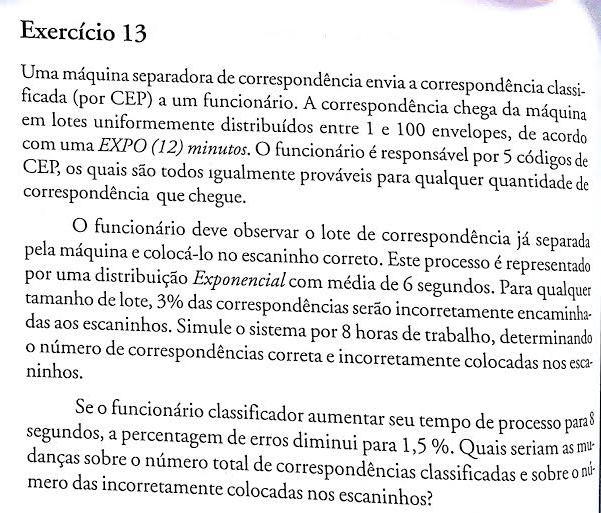 Exercício 13
Uma máquina separadora de correspondência envia a correspondência classi-
ficada (por CEP) a um funcionário. A correspondência chega da máquina
em lotes uniformemente distribuídos entre 1 e 100 envelopes, de acordo
com uma EXPO (12) minutos. O funcionário é responsável por 5 códigos de
CEP, os quais são todos igualmente prováveis para qualquer quantidade de
correspondência que chegue.
O funcionário deve observar o lote de correspondência já separada
pela máquina e colocá-lo no escaninho correto. Este processo é representado
por uma distribuição Exponencial com média de 6 segundos. Para qualquer
tamanho de lote, 3% das correspondências serão incorretamente encaminha-
das aos escaninhos. Simule o sistema por 8 horas de trabalho, determinando
o número de correspondências correta e incorretamente colocadas nos esca-
ninhos.
Se o funcionário classificador aumentar seu tempo de processo para 8
segundos, a percentagem de erros diminui para 1,5 %. Quais seriam as mu-
danças sobre o número total de correspondências classificadas e sobre o nú-
mero das incorretamente colocadas nos escaninhos?